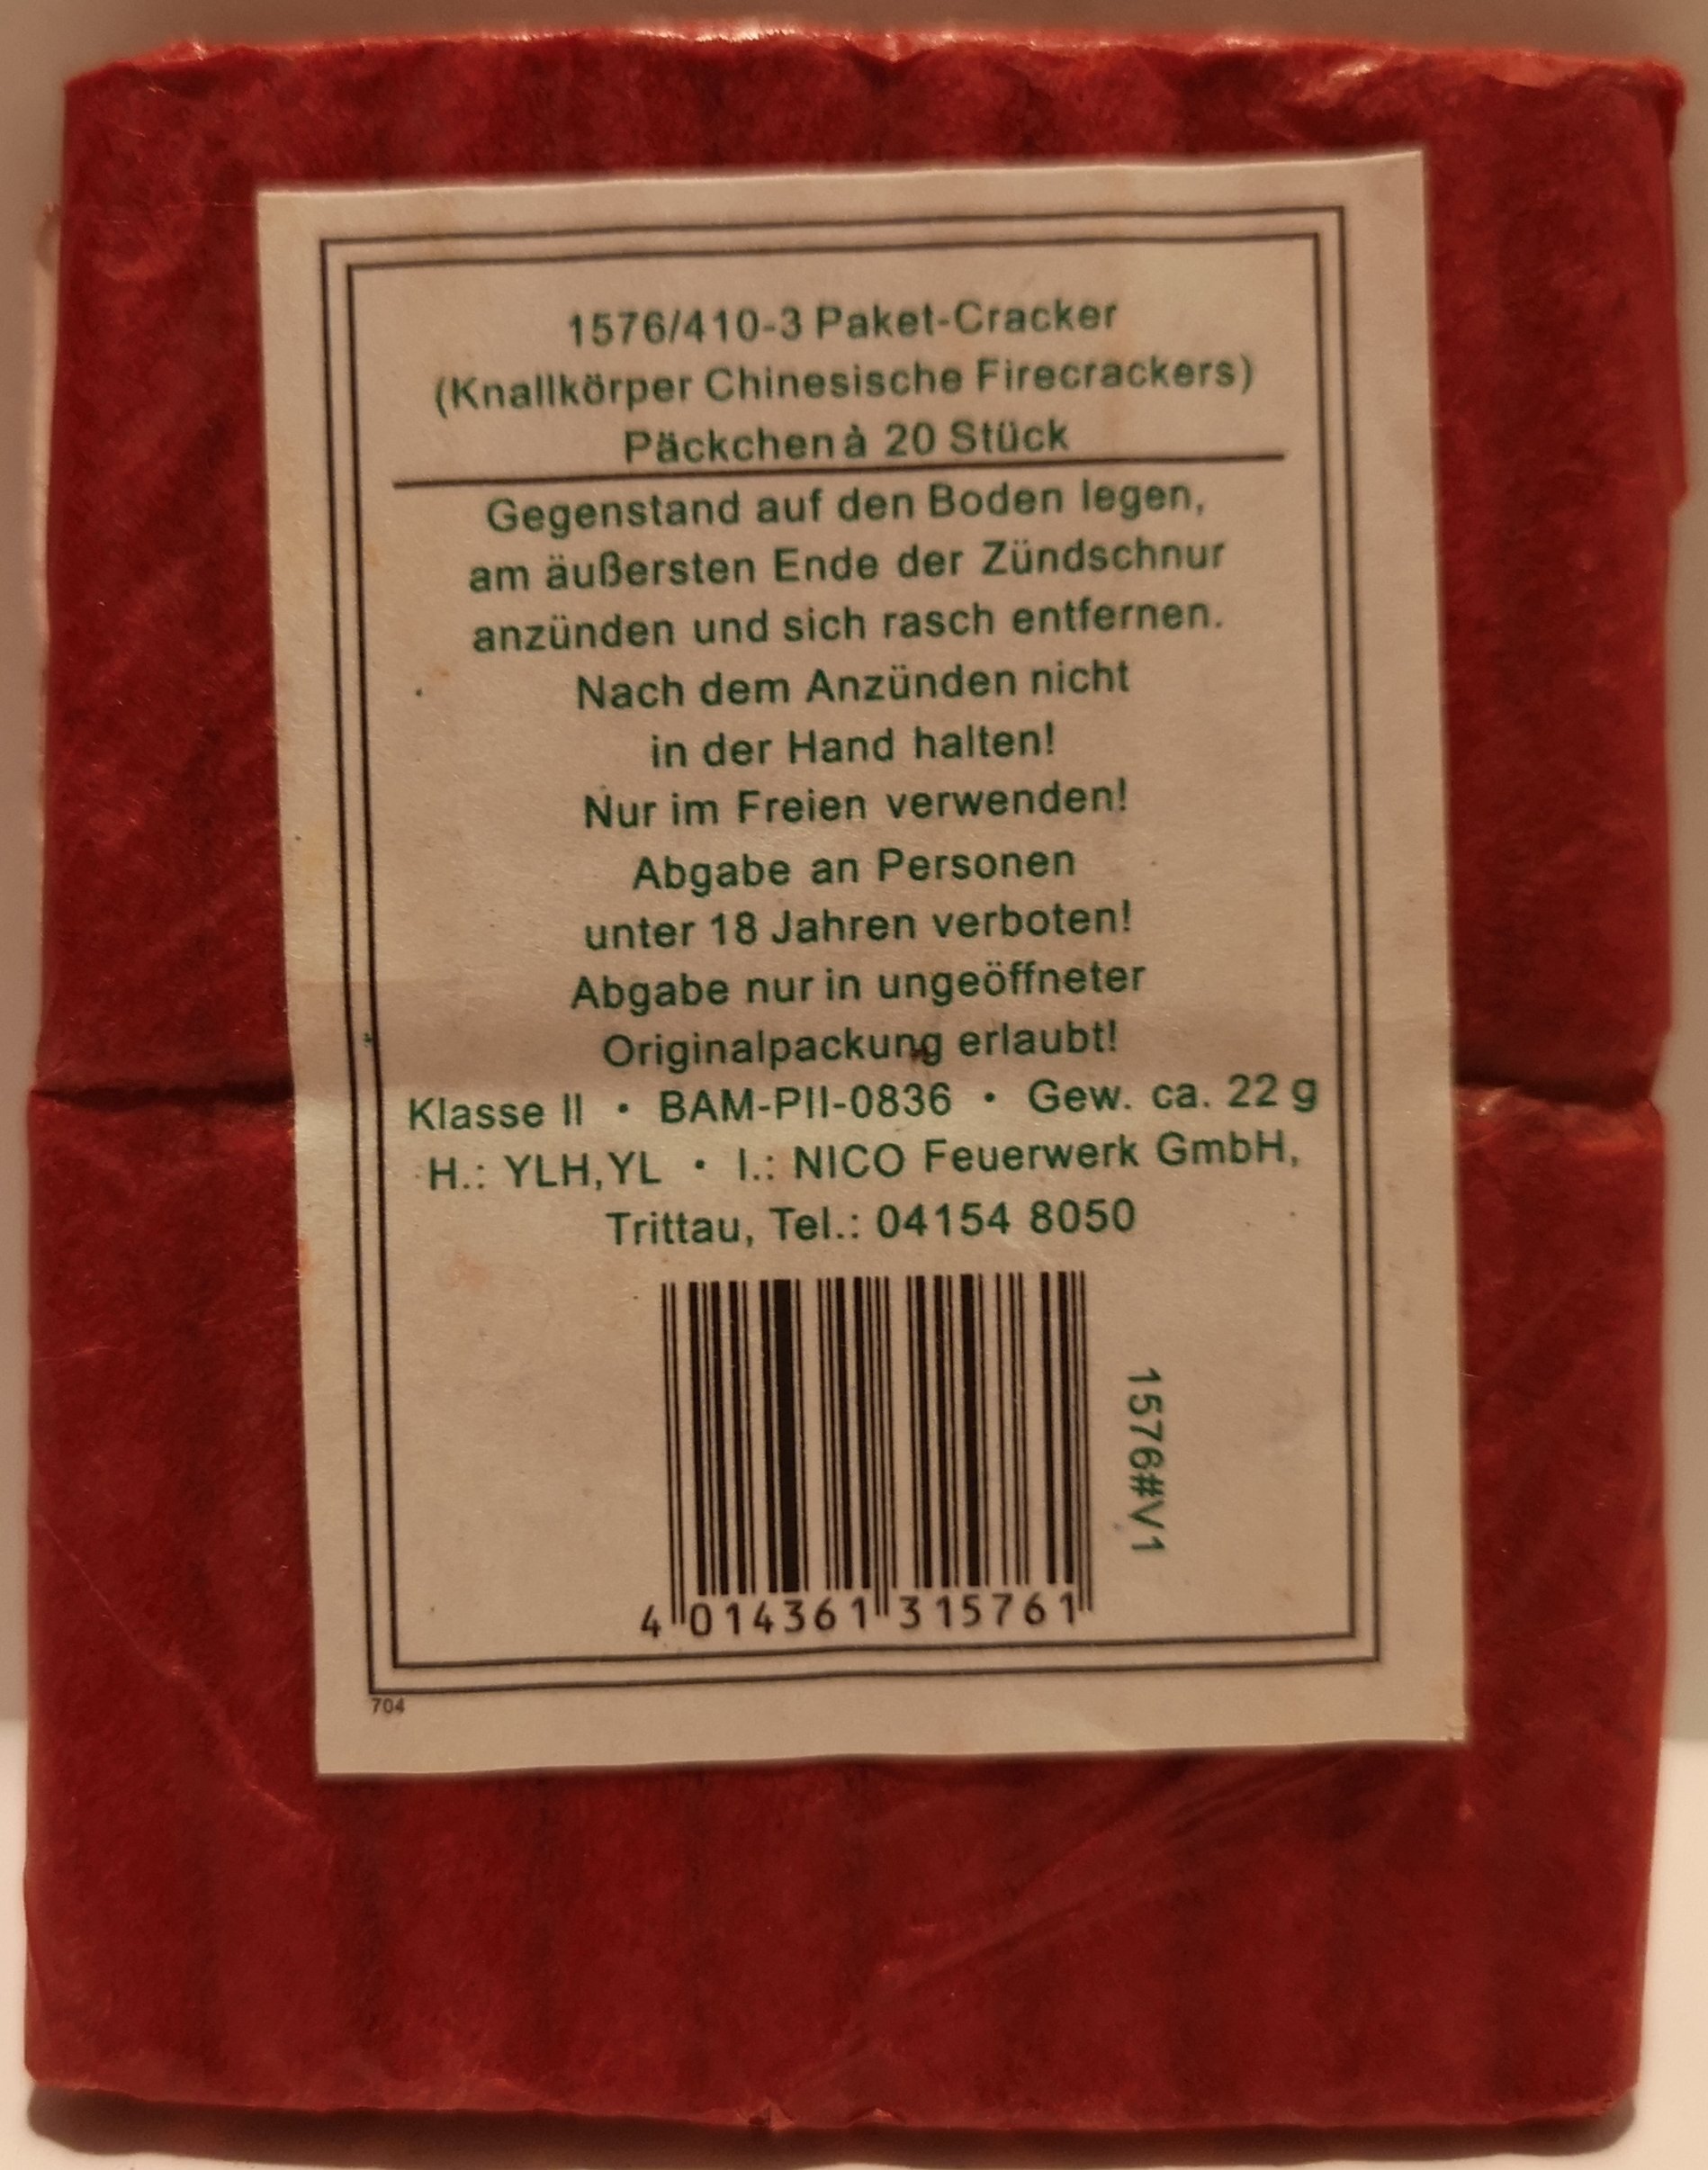 1576/410-3 Paket-Cracker
(Knallkörper Chinesische Firecrackers)
Päckchen à 20 Stück
Gegenstand auf den Boden legen,
am äußersten Ende der Zündschnur
anzünden und sich rasch entfernen.
Nach dem Anzünden nicht
in der Hand halten!
Nur im Freien verwenden!
Abgabe an Personen
unter 18 Jahren verboten!
Abgabe nur in ungeöffneter
Originalpackung erlaubt!
Klasse II • BAM-PII-0836 • Gew. ca. 22 g
H.: YLH,YL • I.: NICO Feuerwerk GmbH,
Trittau, Tel.: 04154 8050
1576#V1
4 014361 315761
704